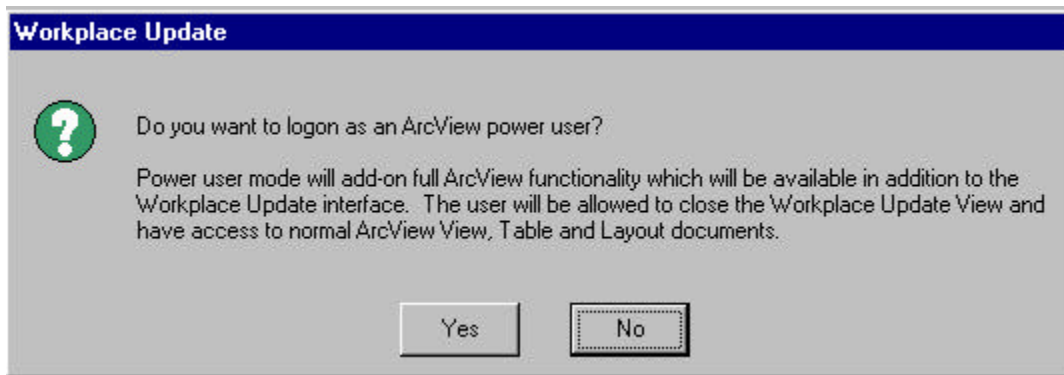 Workplace Update
Do you want to logon as an ArcView power user?
Power user mode will add-on full ArcView functionality which will be available in addition to the
Workplace Update interface.  The user will be allowed to close the Workplace Update View and
have access to normal ArcView View, Table and Layout documents.
Yes No